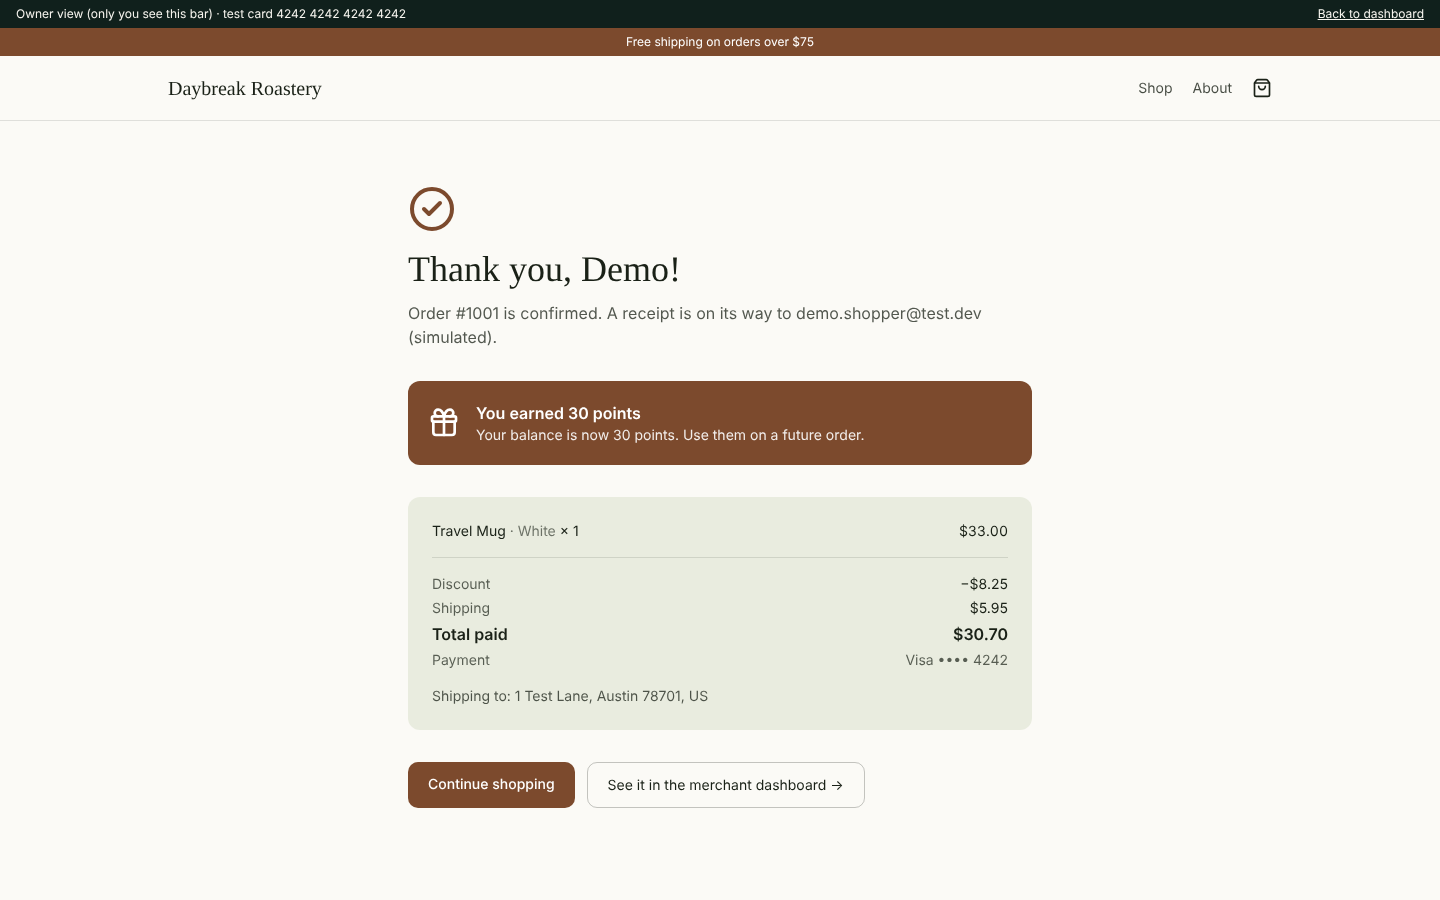 Owner view (only you see this bar) · test card 4242 4242 4242 4242
Back to dashboard
Free shipping on orders over $75
Daybreak Roastery
Shop
About
Thank you, Demo!
Order #1001 is confirmed. A receipt is on its way to demo.shopper@test.dev
(simulated).
You earned 30 points
Your balance is now 30 points. Use them on a future order.
Travel Mug · White × 1
$33.00
Discount
−$8.25
Shipping
$5.95
Total paid
$30.70
Payment
Visa •••• 4242
Shipping to: 1 Test Lane, Austin 78701, US
Continue shopping
See it in the merchant dashboard →